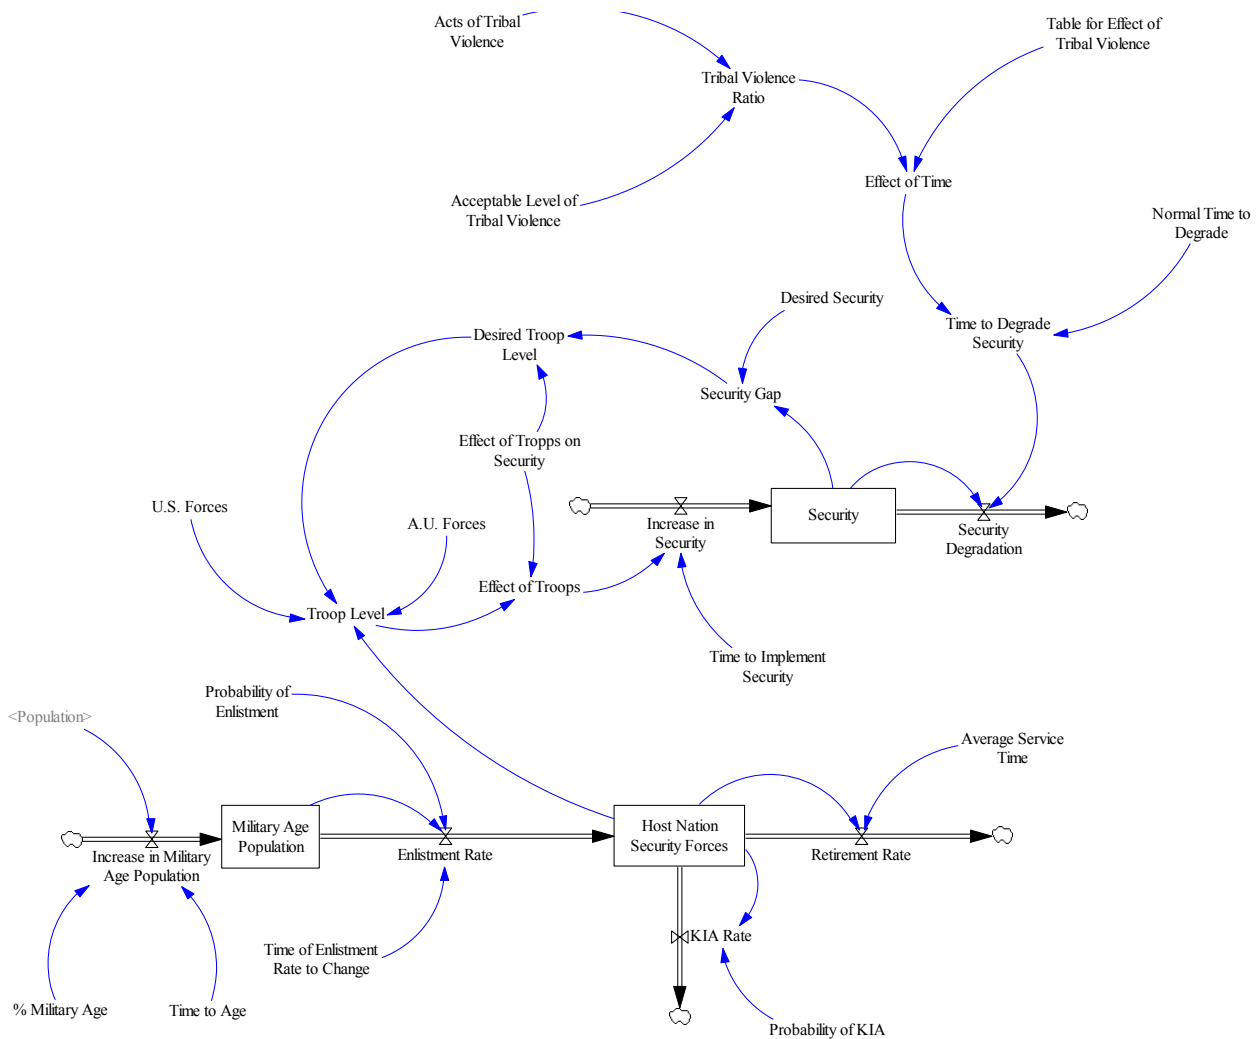 Acts of Tribal
Violence
Table for Effect of
Tribal Violence
Tribal Violence
Ratio
Effect of Time
Acceptable Level of
Tribal Violence
Normal Time to
Degrade
Desired Security
Time to Degrade
Security
Desired Troop
Level
Security Gap
Effect of Tropps on
Security
U.S. Forces
A.U. Forces
Increase in
Security
Security
Security
Degradation
Effect of Troops
Troop Level
Time to Implement
Security
Probability of
Enlistment
<Population>
Average Service
Time
Military Age
Population
Host Nation
Security Forces
Increase in Military
Age Population
Enlistment Rate
Retirement Rate
KIA Rate
Time of Enlistment
Rate to Change
% Military Age
Time to Age
Probability of KIA